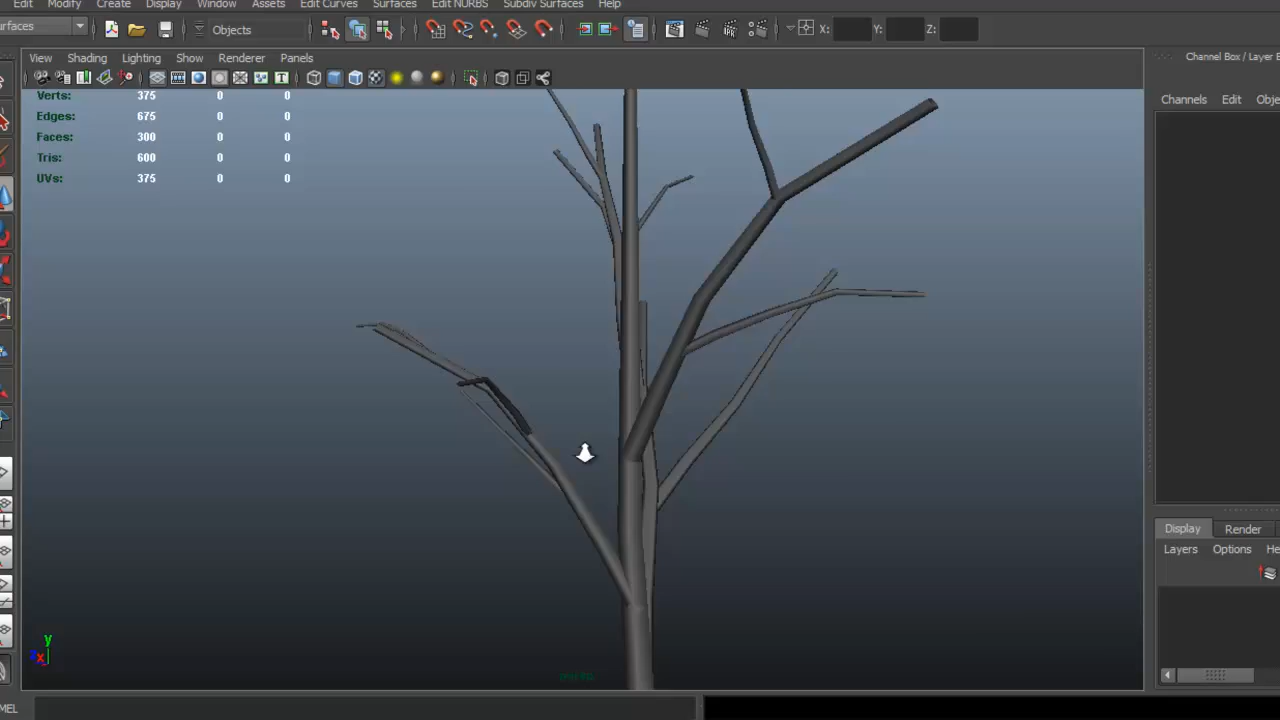 Edit Modify Create Display Window Assets Edit Curves Surfaces Edit NURBS Subdiv Surfaces Help
rfaces Objects X: Y: Z:
View Shading Lighting Show Renderer Panels
Channel Box / Layer E
Channels Edit Obje
Verts: 375 0 0
Edges: 675 0 0
Faces: 300 0 0
Tris: 600 0 0
UVs: 375 0 0
Display Render
Layers Options He
y
x
MEL